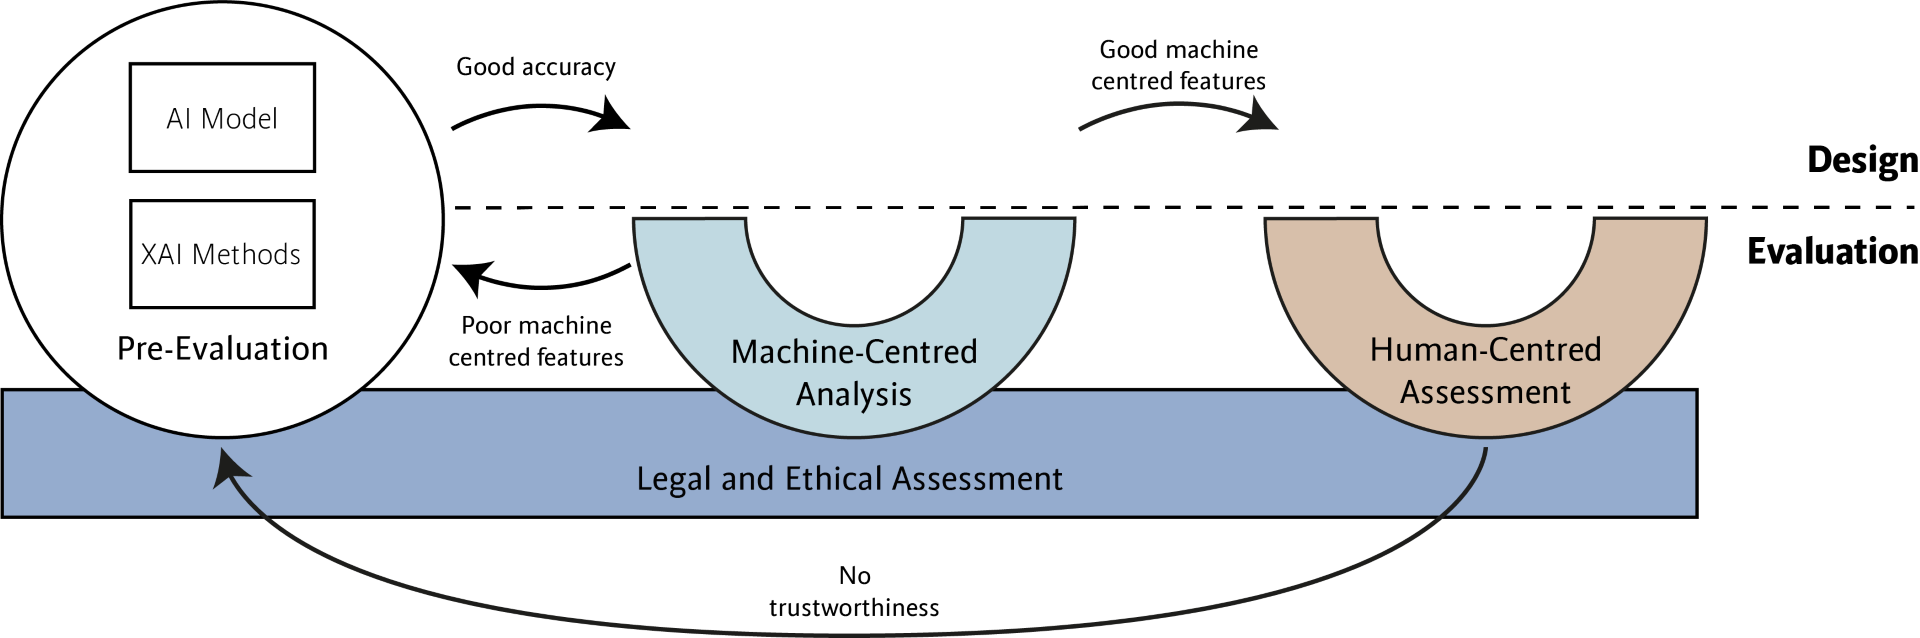 AI Model
XAI Methods
Pre-Evaluation
Good accuracy
Poor machine
centred features
Machine-Centred
Analysis
Good machine
centred features
Human-Centred
Assessment
Design
Evaluation
Legal and Ethical Assessment
No
trustworthiness